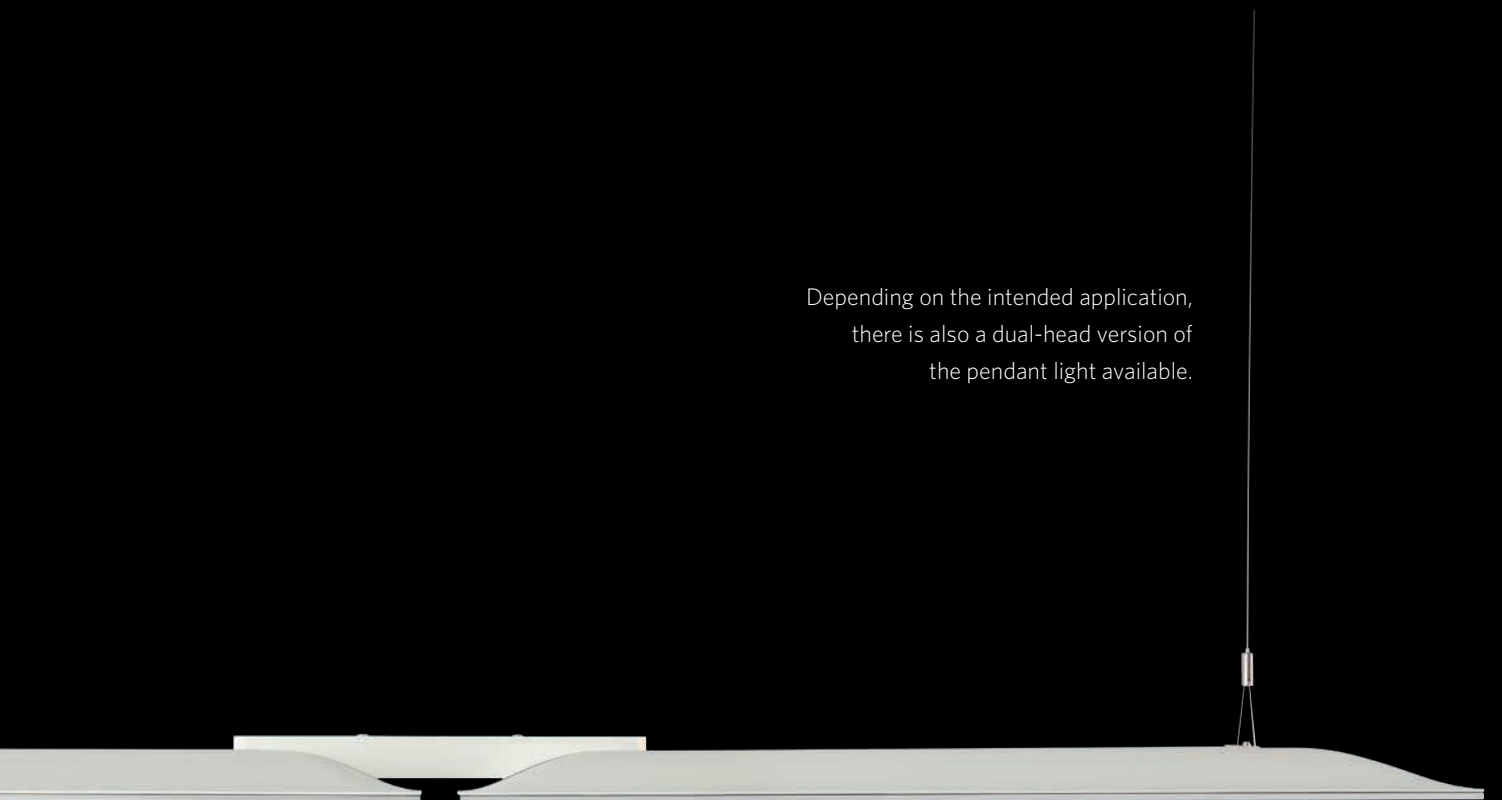 Depending on the intended application,
there is also a dual-head version of
the pendant light available.